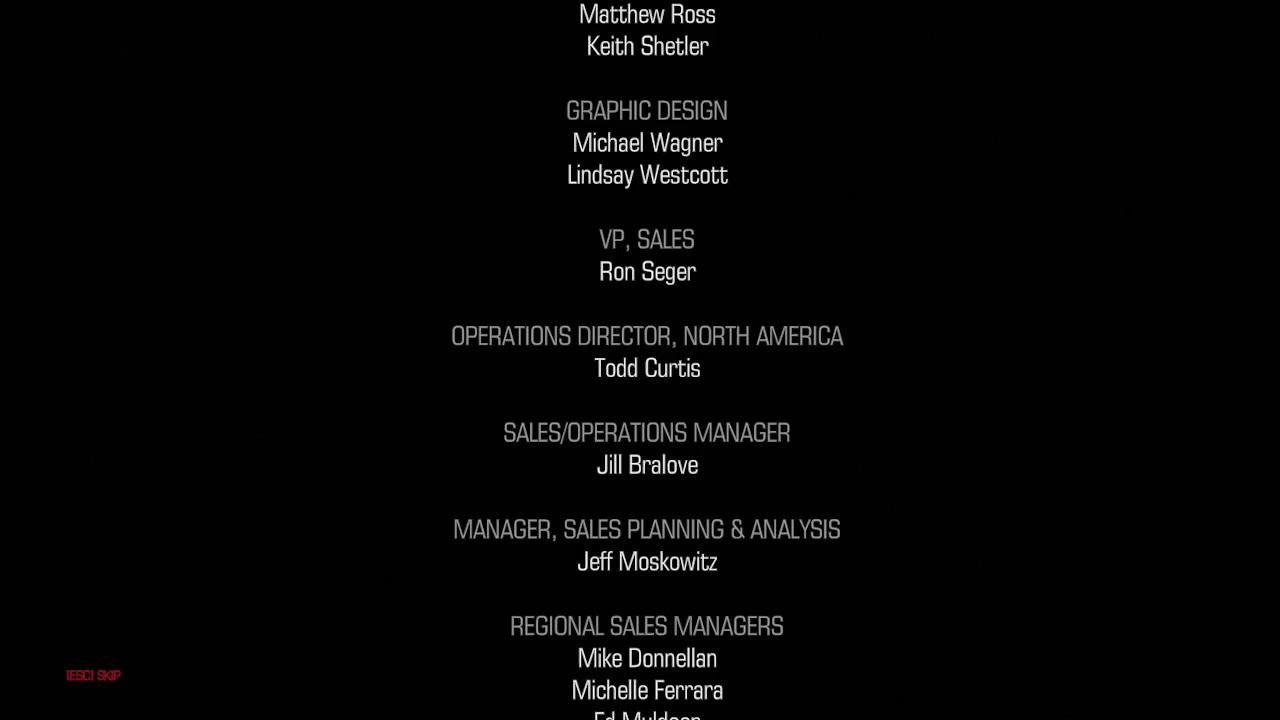 Matthew Ross
Keith Shetler
GRAPHIC DESIGN
Michael Wagner
Lindsay Westcott
VP, SALES
Ron Seger
OPERATIONS DIRECTOR, NORTH AMERICA
Todd Curtis
SALES/OPERATIONS MANAGER
Jill Bralove
MANAGER, SALES PLANNING & ANALYSIS
Jeff Moskowitz
REGIONAL SALES MANAGERS
Mike Donnellan
[ESC] SKIP
Michelle Ferrara
Ed